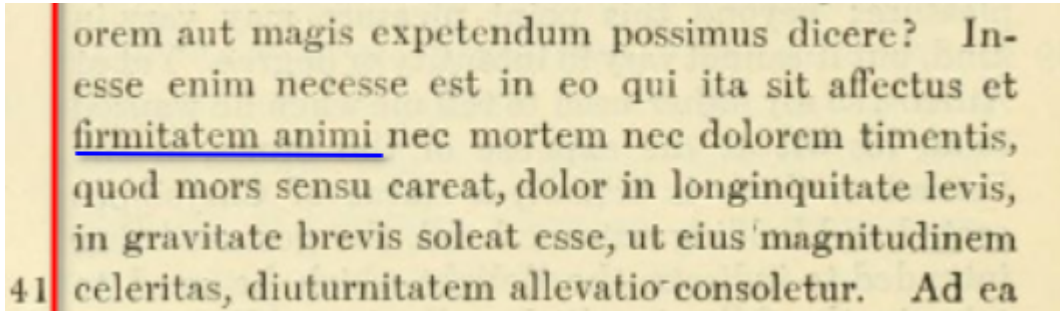 orem aut magis expetendum possimus dicere? In-
esse enim necesse est in eo qui ita sit affectus et
firmitatem animi nec mortem nec dolorem timentis,
quod mors sensu careat, dolor in longinquitate levis,
in gravitate brevis soleat esse, ut eius magnitudinem
41 celeritas, diuturnitatem allevatio consoletur. Ad ea